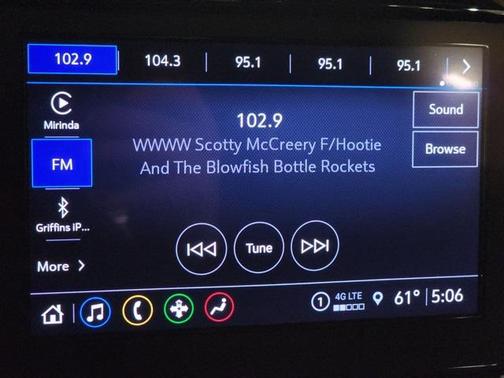 102.9 104.3 95.1 95.1 95.1
Mirinda
FM
Griffins iP...
More
102.9
WWWW Scotty McCreery F/Hootie
And The Blowfish Bottle Rockets
Sound
Browse
Tune
1 4G LTE 61° 5:06